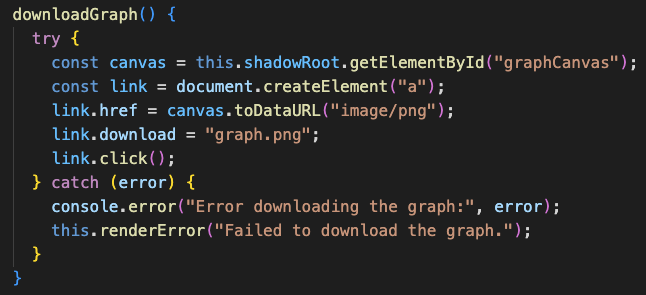 downloadGraph() {
  try {
    const canvas = this.shadowRoot.getElementById("graphCanvas");
    const link = document.createElement("a");
    link.href = canvas.toDataURL("image/png");
    link.download = "graph.png";
    link.click();
  } catch (error) {
    console.error("Error downloading the graph:", error);
    this.renderError("Failed to download the graph.");
  }
}